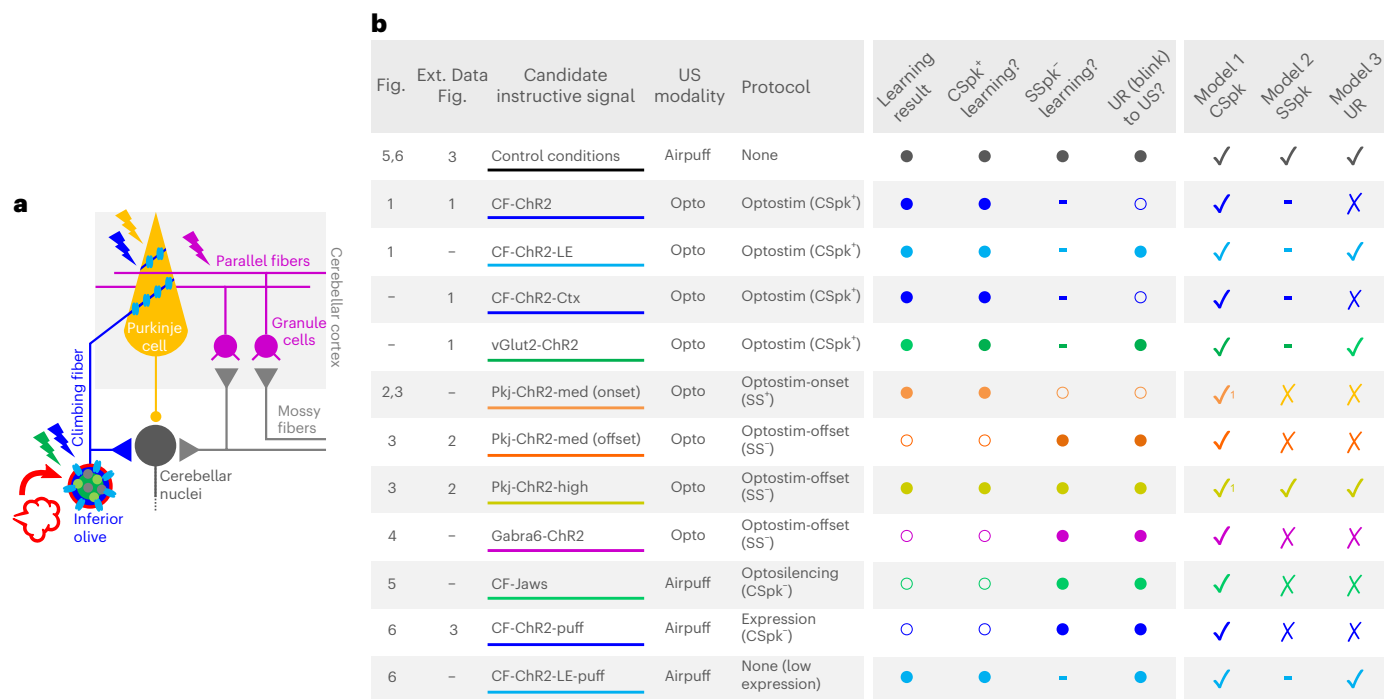 a
Parallel fibers
Cerebellar cortex
Purkinje
cell
Granule
cells
Climbing fiber
Mossy
fibers
Cerebellar
nuclei
Inferior
olive
b
Fig.
Ext. Data
Fig.
Candidate
instructive signal
US
modality
Protocol
Learning
result
CSpk⁺
learning?
SSpk⁻
learning?
UR (blink)
to US?
Model 1
CSpk
Model 2
SSpk
Model 3
UR
5,6 3 Control conditions Airpuff None ● ● ● ● ✓ ✓ ✓
1 1 CF-ChR2 Opto Optostim (CSpk⁺) ● ● - ○ ✓ - ✗
1 – CF-ChR2-LE Opto Optostim (CSpk⁺) ● ● - ● ✓ - ✓
– 1 CF-ChR2-Ctx Opto Optostim (CSpk⁺) ● ● - ○ ✓ - ✗
– 1 vGlut2-ChR2 Opto Optostim (CSpk⁺) ● ● - ● ✓ - ✓
2,3 – Pkj-ChR2-med (onset) Opto Optostim-onset
(SS⁺) ● ● ○ ○ ✓¹ ✗ ✗
3 2 Pkj-ChR2-med (offset) Opto Optostim-offset
(SS⁻) ○ ○ ● ● ✓ ✗ ✗
3 2 Pkj-ChR2-high Opto Optostim-offset
(SS⁻) ● ● ● ● ✓¹ ✓ ✓
4 – Gabra6-ChR2 Opto Optostim-offset
(SS⁻) ○ ○ ● ● ✓ ✗ ✗
5 – CF-Jaws Airpuff Optosilencing
(CSpk⁻) ○ ○ ● ● ✓ ✗ ✗
6 3 CF-ChR2-puff Airpuff Expression
(CSpk⁻) ○ ○ ● ● ✓ ✗ ✗
6 – CF-ChR2-LE-puff Airpuff None (low
expression) ● ● - ● ✓ - ✓